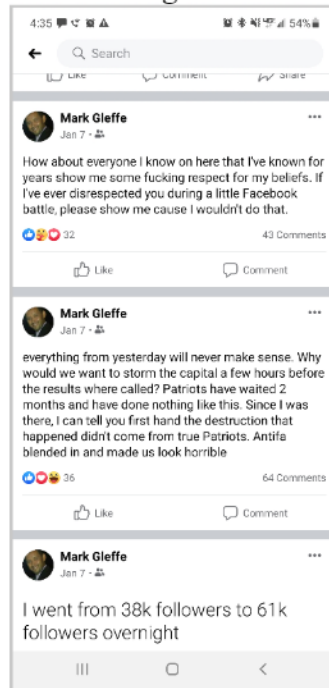 4:35
54%
Search
Like Comment Share
Mark Gleffe
Jan 7 ·
How about everyone I know on here that I've known for
years show me some fucking respect for my beliefs. If
I've ever disrespected you during a little Facebook
battle, please show me cause I wouldn't do that.
32 43 Comments
Like Comment
Mark Gleffe
Jan 7 ·
everything from yesterday will never make sense. Why
would we want to storm the capital a few hours before
the results where called? Patriots have waited 2
months and have done nothing like this. Since I was
there, I can tell you first hand the destruction that
happened didn't come from true Patriots. Antifa
blended in and made us look horrible
36 64 Comments
Like Comment
Mark Gleffe
Jan 7 ·
I went from 38k followers to 61k
followers overnight